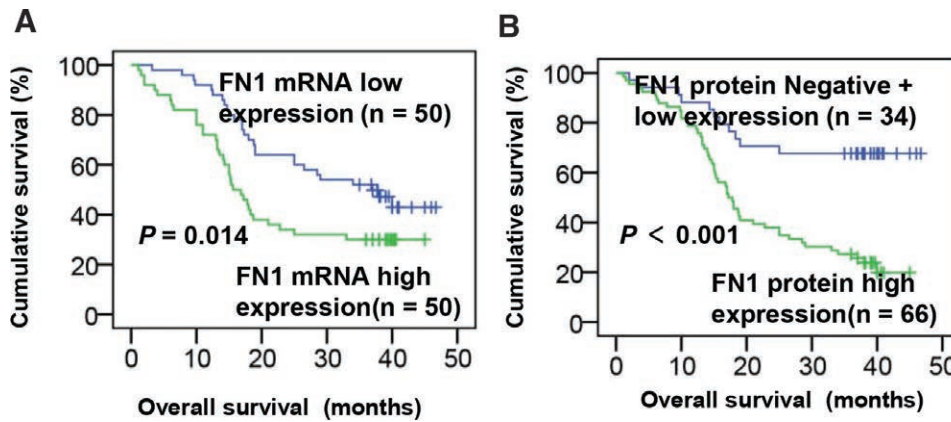 A
Cumulative survival (%)
100
80
60
40
20
0
FN1 mRNA low
expression (n = 50)
P = 0.014
FN1 mRNA high
expression(n = 50)
0 10 20 30 40 50
Overall survival (months)
B
Cumulative survival (%)
100
80
60
40
20
0
FN1 protein Negative +
low expression (n = 34)
P < 0.001
FN1 protein high
expression(n = 66)
0 10 20 30 40 50
Overall survival (months)